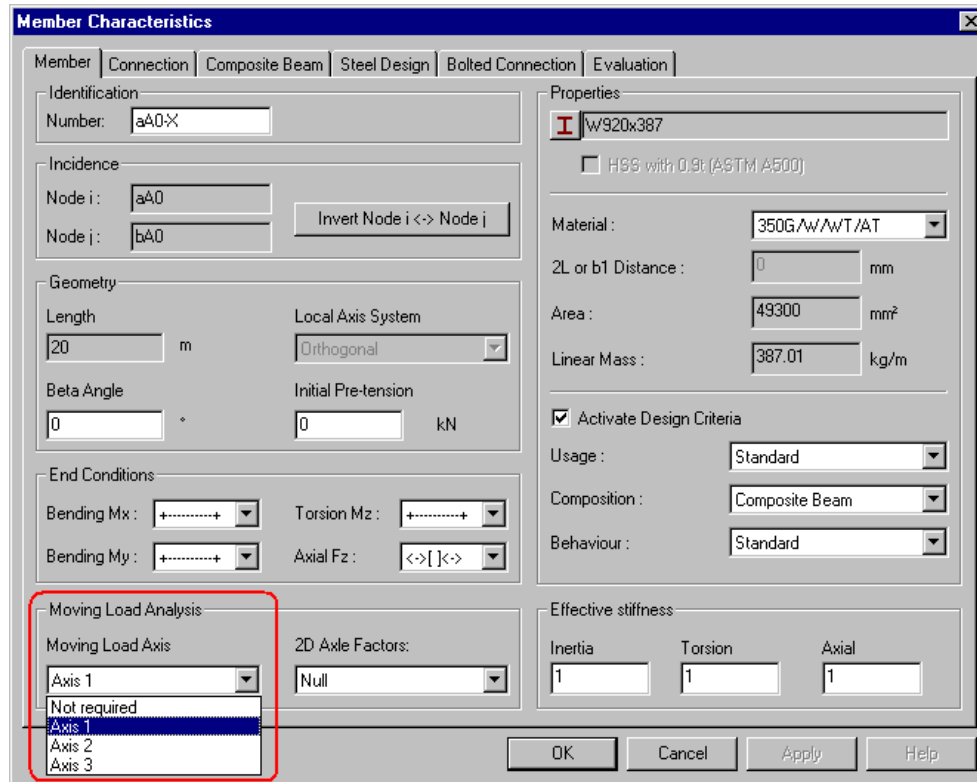 Member Characteristics
Member Connection Composite Beam Steel Design Bolted Connection Evaluation
Identification
Number: aA0-X
Incidence
Node i : aA0
Node j : bA0
Invert Node i <-> Node j
Geometry
Length
20 m
Local Axis System
Orthogonal
Beta Angle
0 °
Initial Pre-tension
0 kN
End Conditions
Bending Mx : +----------+
Torsion Mz : +----------+
Bending My : +----------+
Axial Fz : <->[ ]<->
Moving Load Analysis
Moving Load Axis
Axis 1
Not required
Axis 1
Axis 2
Axis 3
2D Axle Factors:
Null
Properties
W920x387
HSS with 0.9t (ASTM A500)
Material : 350G/W/WT/AT
2L or b1 Distance : 0 mm
Area : 49300 mm²
Linear Mass : 387.01 kg/m
Activate Design Criteria
Usage : Standard
Composition : Composite Beam
Behaviour : Standard
Effective stiffness
Inertia Torsion Axial
1 1 1
OK Cancel Apply Help